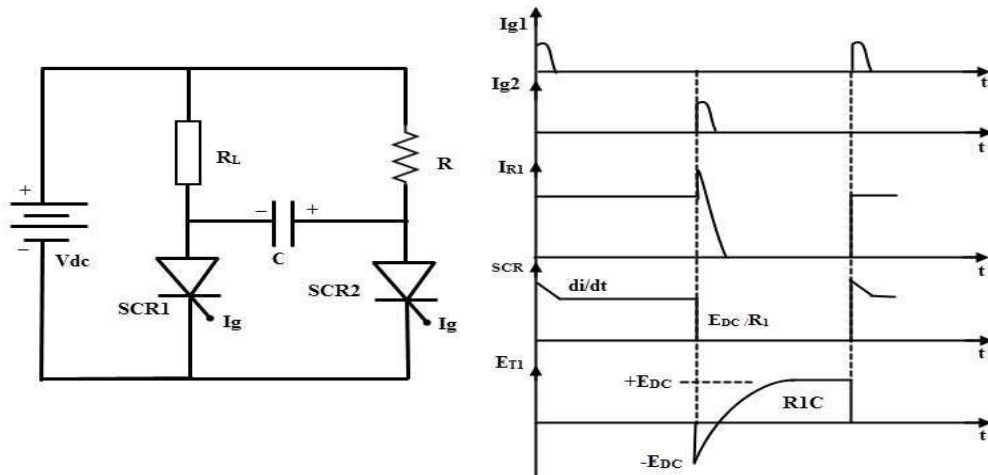 +
−
Vdc
RL
R
− +
C
SCR1
SCR2
Ig
Ig
Ig1
t
Ig2
t
IR1
t
SCR
di/dt
EDC /R1
t
ET1
+EDC
R1C
t
-EDC